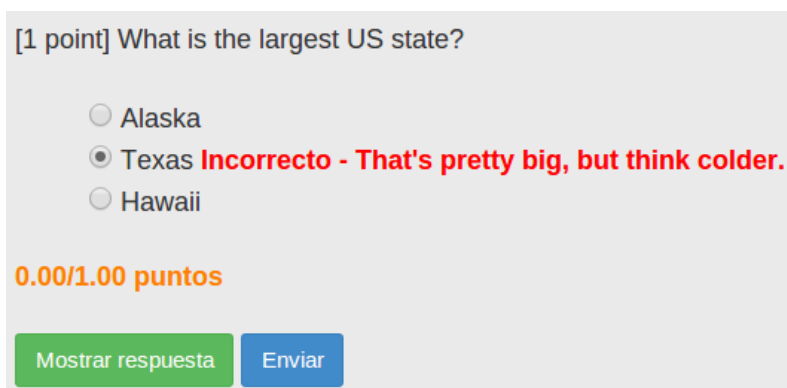 [1 point] What is the largest US state?
Alaska
Texas Incorrecto - That's pretty big, but think colder.
Hawaii
0.00/1.00 puntos
Mostrar respuesta Enviar